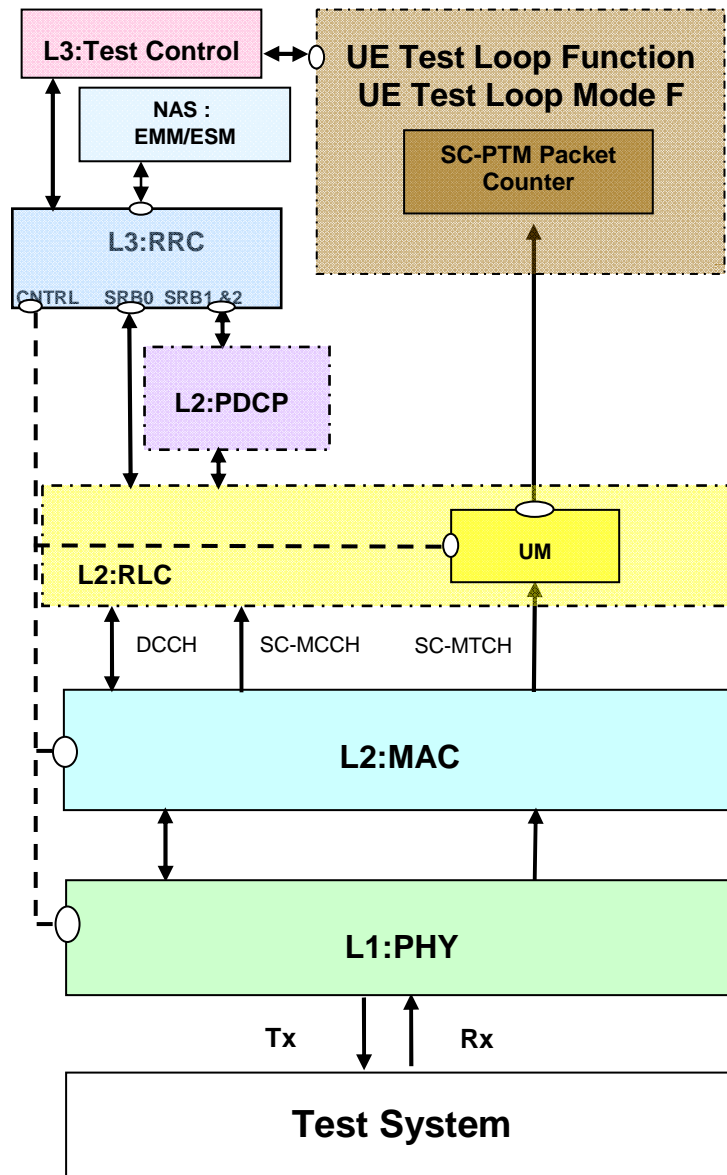 L3:Test Control
UE Test Loop Function
UE Test Loop Mode F
NAS :
EMM/ESM
SC-PTM Packet
Counter
L3:RRC
CNTRL SRB0 SRB1 &2
L2:PDCP
UM
L2:RLC
DCCH SC-MCCH SC-MTCH
L2:MAC
L1:PHY
Tx Rx
Test System